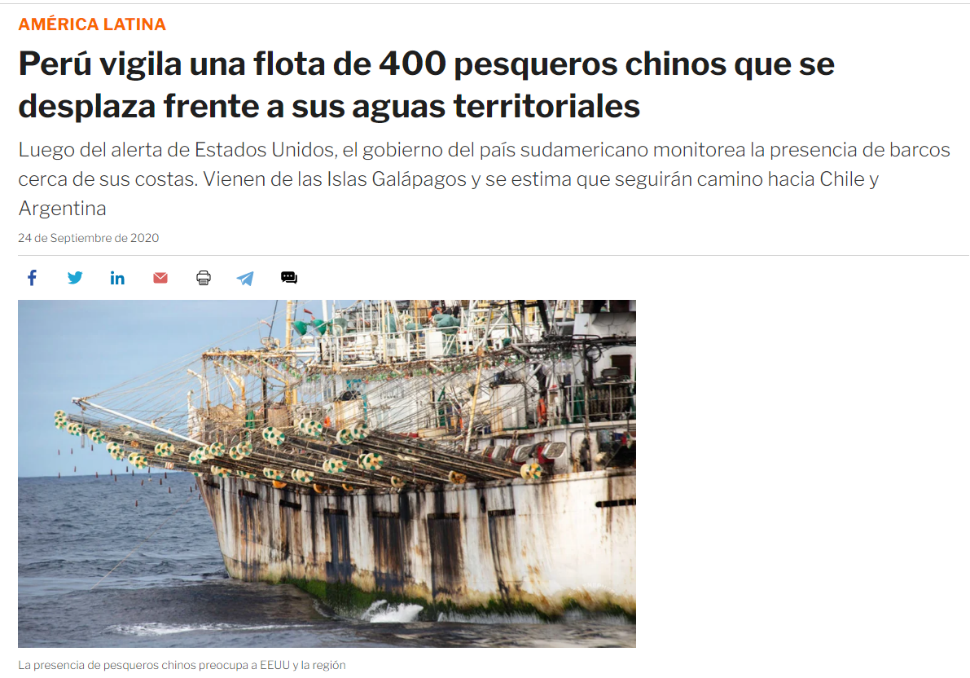 AMÉRICA LATINA
Perú vigila una flota de 400 pesqueros chinos que se
desplaza frente a sus aguas territoriales
Luego del alerta de Estados Unidos, el gobierno del país sudamericano monitorea la presencia de barcos
cerca de sus costas. Vienen de las Islas Galápagos y se estima que seguirán camino hacia Chile y
Argentina
24 de Septiembre de 2020
La presencia de pesqueros chinos preocupa a EEUU y la región